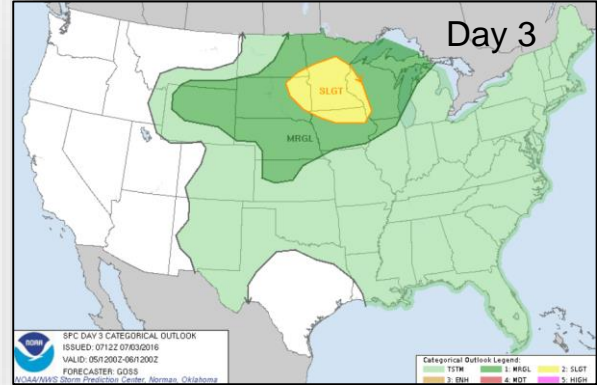 Day 3
SLGT
MRGL
SPC DAY 3 CATEGORICAL OUTLOOK
ISSUED: 0712Z 07/03/2016
VALID: 05/1200Z-06/1200Z
FORECASTER: GOSS
NOAA/NWS Storm Prediction Center, Norman, Oklahoma
NOAA
Categorical Outlook Legend:
TSTM 1: MRGL 2: SLGT
3: ENH 4: MDT 5: HIGH